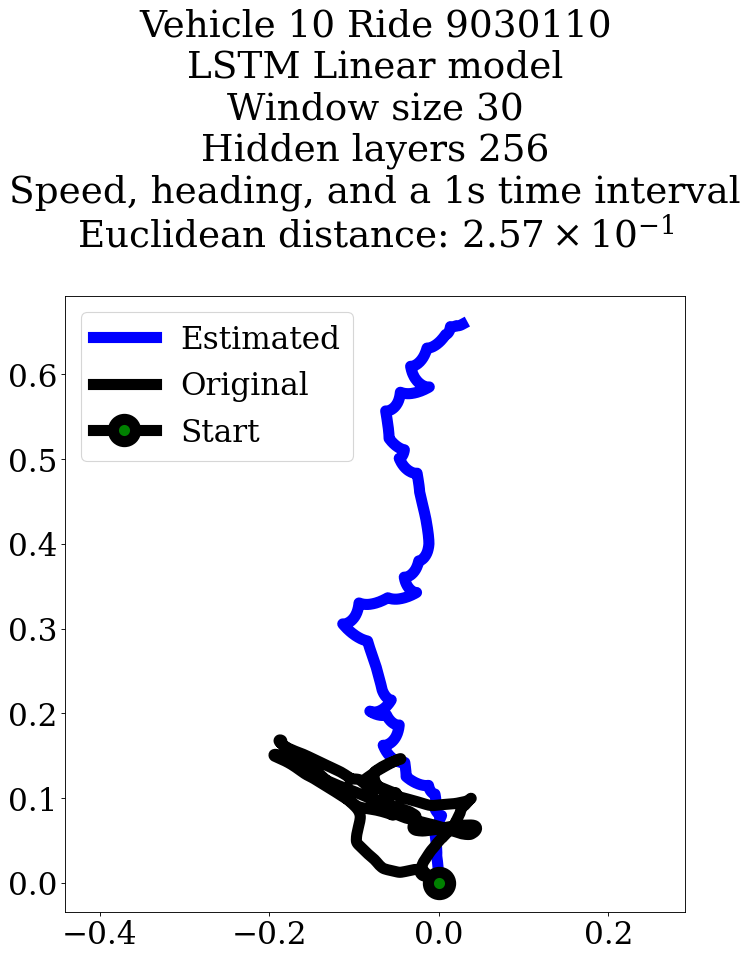 Vehicle 10 Ride 9030110
LSTM Linear model
Window size 30
Hidden layers 256
Speed, heading, and a 1s time interval
Euclidean distance: 2.57 × 10⁻¹
Estimated
Original
Start
0.6
0.5
0.4
0.3
0.2
0.1
0.0
−0.4 −0.2 0.0 0.2